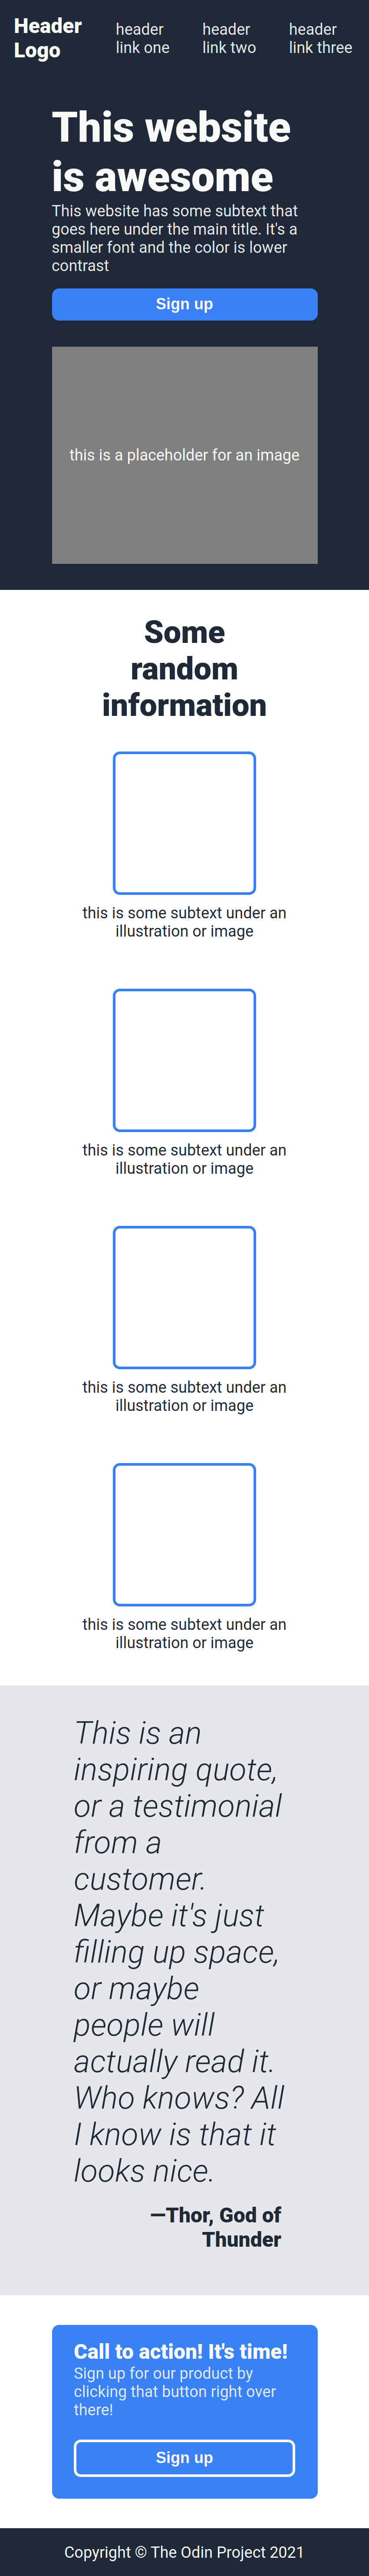 Header
Logo
header
link one
header
link two
header
link three
This website
is awesome
This website has some subtext that
goes here under the main title. It's a
smaller font and the color is lower
contrast
Sign up
this is a placeholder for an image
Some
random
information
this is some subtext under an
illustration or image
this is some subtext under an
illustration or image
this is some subtext under an
illustration or image
this is some subtext under an
illustration or image
This is an
inspiring quote,
or a testimonial
from a
customer.
Maybe it's just
filling up space,
or maybe
people will
actually read it.
Who knows? All
I know is that it
looks nice.
—Thor, God of
Thunder
Call to action! It's time!
Sign up for our product by
clicking that button right over
there!
Sign up
Copyright © The Odin Project 2021